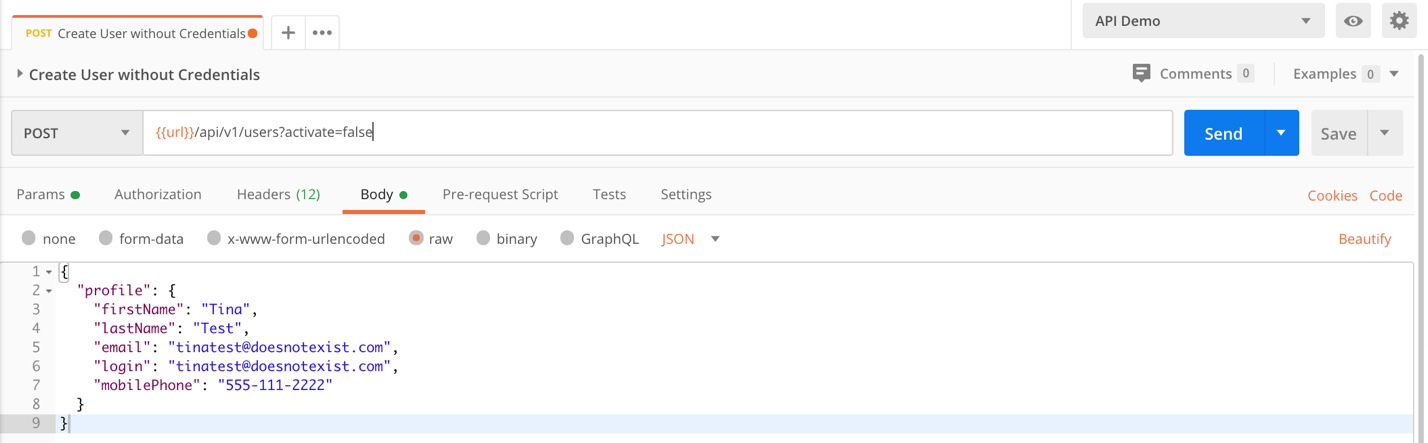 POST Create User without Credentials + ••• API Demo
Create User without Credentials Comments 0 Examples 0
POST {{url}}/api/v1/users?activate=false Send Save
Params Authorization Headers (12) Body Pre-request Script Tests Settings Cookies Code
none form-data x-www-form-urlencoded raw binary GraphQL JSON Beautify
1 {
2 "profile": {
3 "firstName": "Tina",
4 "lastName": "Test",
5 "email": "tinatest@doesnotexist.com",
6 "login": "tinatest@doesnotexist.com",
7 "mobilePhone": "555-111-2222"
8 }
9 }